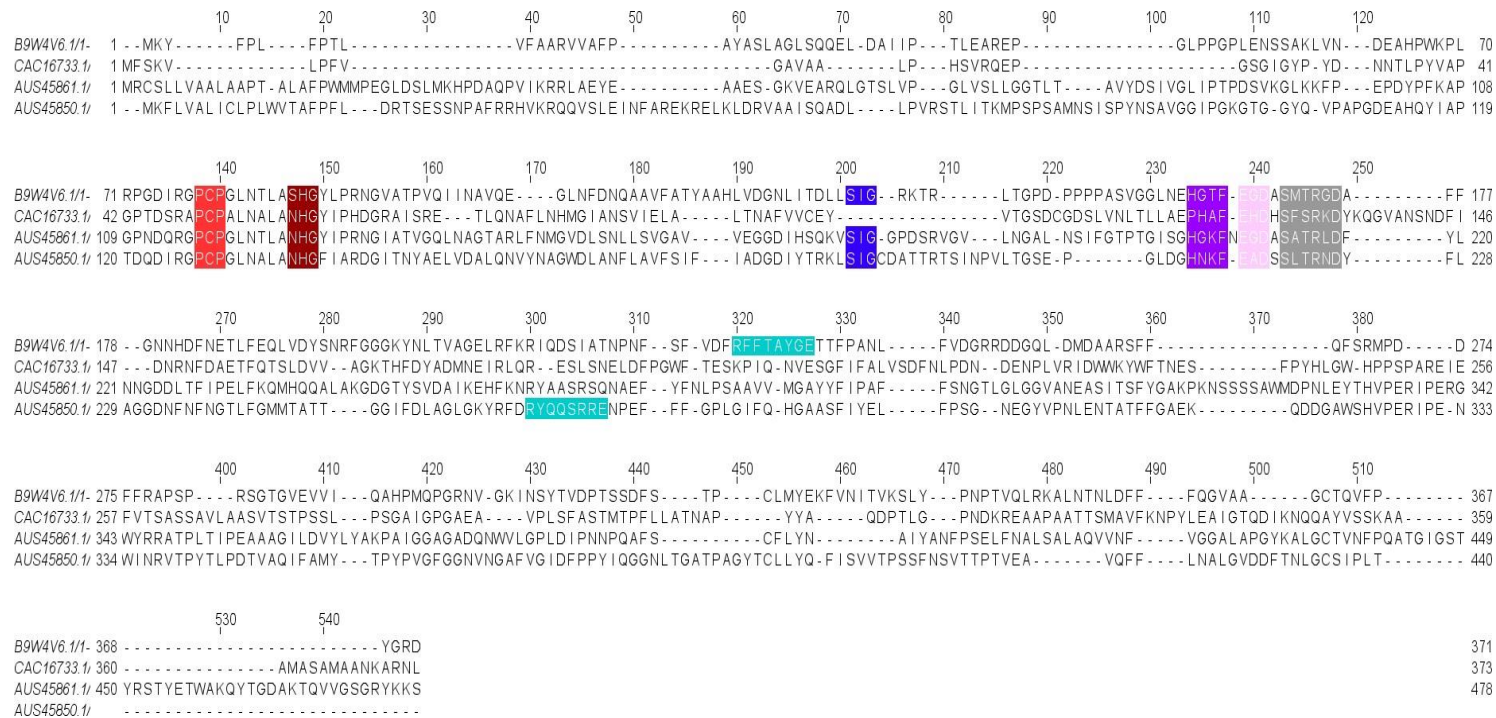 10 20 30 40 50 60 70 80 90 100 110 120
B9W4V6.1/1- 1 --MKY------FPL----FPTL--------------VFAARVVAFP---------AYASLAGLSQQEL-DAIIP---TLEAREP---------GLPPGPLENSSAKLVN---DEAHPWKPL 70
CAC16733.1/ 1 MFSKV------LPFV-----------------------------------------GAVAA----LP--HSVRQEP---------GSGIGYP-YD---NNTLPYVAP 41
AUS45861.1/ 1 MRCSLLVAALAAPT-ALAFPWMMPEGLDSLMKHPDAQPVIKRRLAEYE------AAES-GKVEARQLGTSLVP---GLVSLLGGTLT---AVYDSIVGLIPTPDSVKGLKKFP---EPDYPFKAP 108
AUS45850.1/ 1 --MKFLVALICLPLWVTAFPFL---DRTSESSNPAFRRHVKRQQVSLEINFAREKRELKLDRVAAISQADL---LPVRSTLITKMPSPSAMNSISPYNSAVGGIPGKGTG-GYQ-VPAPGDEAHQYIAP 119
140 150 160 170 180 190 200 210 220 230 240 250
B9W4V6.1/1- 71 RPGDIRGPCPGLNTLASHGYLPRNGVATPVQIINAVQE----GLNFDNQAAVFATYAAHLVDGNLITDLLSIG--RKTR-----LTGPD-PPPPASVGGLNEHGTF-EGDASMTRGDA---------FF 177
CAC16733.1/ 42 GPTDSRAPCPALNALANHGYIPHDGRAISRE---TLQNAFLNHMGIANSVIELA-----LTNAFVVCEY---------------VTGSDCGDSLVNLTLLAEPHAF-EHDHSFSRKDYKQGVANSNDFI 146
AUS45861.1/ 109 GPNDQRGPCPGLNTLANHGYIPRNGIATVGQLNAGTARLFNMGVDLSNLLSVGAV-----VEGGDIHSQKVSIG-GPDSRVGV---LNGAL-NSIFGTPTGISGHGKFNEGDASATRLDF---------YL 220
AUS45850.1/ 120 TDQDIRGPCPGLNALANHGFIARDGITNYAELVDALQNVYNAGWDLANFLAVFSIF----IADGDIYTRKLSIGCDATTRTSINPVLTGSE-P--------GLDGHNKFF-FADSSLTRNDY---------FL 228
270 280 290 300 310 320 330 340 350 360 370 380
B9W4V6.1/1- 178 --GNNHDFNETLFEQLVDYSNRFGGGKYNLTVAGELRFKRIQDSIATNPNF--SF-VDFRFFTAYGETTFPANL-----FVDGRRDDGQL-DMDAARSFF--------------QFSRMPD-----D 274
CAC16733.1/ 147 ---DNRNFDAETFQTSLDVV---AGKTHFDYADMNEIRLQR---ESLSNELDFPGWF-TESKPIQ-NVESGFIFALVSDFNLPDN--DENPLVRIDWWKYWFTNES-------FPYHLGW-HPPSPAREIE 256
AUS45861.1/ 221 NNGDDLTFIPELFKQMHQQALAKGDGTYSVDAIKEHFKNRYAASRSQNAEF--YFNLPSAAVV-MGAYYFIPAF-----FSNGTLGLGGVANEASITSFYGAKPKNSSSSAWMDPNLEYTHVPERIPERG 342
AUS45850.1/ 229 AGGDNFNFNGTLFGMMTATT----GGIFDLAGLGKYRFDRYQQSRRENPEF--FF-GPLGIFQ-HGAASFIYEL-----FPSG--NEGYVPNLENTATFFGAEK---------QDDGAWSHVPERIPE-N 333
400 410 420 430 440 450 460 470 480 490 500 510
B9W4V6.1/1- 275 FFRAPSP----RSGTGVEVVI---QAHPMQPGRNV-GKINSYTVDPTSSDFS----TP----CLMYEKFVNITVKSLY---PNPTVQLRKALNTNLDFF----FQGVAA-----GCTQVFP------ 367
CAC16733.1/ 257 FVTSASSAVLAASVTSTPSSL---PSGAIGPGAEA----VPLSFASTMTPFLLATNAP----YYA-----QDPTLG---PNDKREAAPAATTSMAVFKNPYLEAIGTQDIKNQQAYVSSKAA------ 359
AUS45861.1/ 343 WYRRATPLTIPEAAAGILDVYLYAKPAIGGAGADQNWVLGPLDIPNNPQAFS--------CFLYN-----AIYANFPSELFNALSALAQVVNF-----VGGALAPGYKALGCTVNFPQATGIGST 449
AUS45850.1/ 334 WINRVTPYTLPDTVAQIFAMY---TPYPVGFGGNVNGAFVGIDFPPYIQGGNLTGATPAGYTCLLYQ-FISVVTPSSFNSVTTPTVEA-------VQFF----LNALGVDDFTNLGCSIPLT-------- 440
530 540
B9W4V6.1/1- 368 -------------------------YGRD 371
CAC16733.1/ 360 ---------------AMASAMAANKARNL 373
AUS45861.1/ 450 YRSTYETWAKQYTGDAKTQVVGSGRYKKS 478
AUS45850.1/ -----------------------------